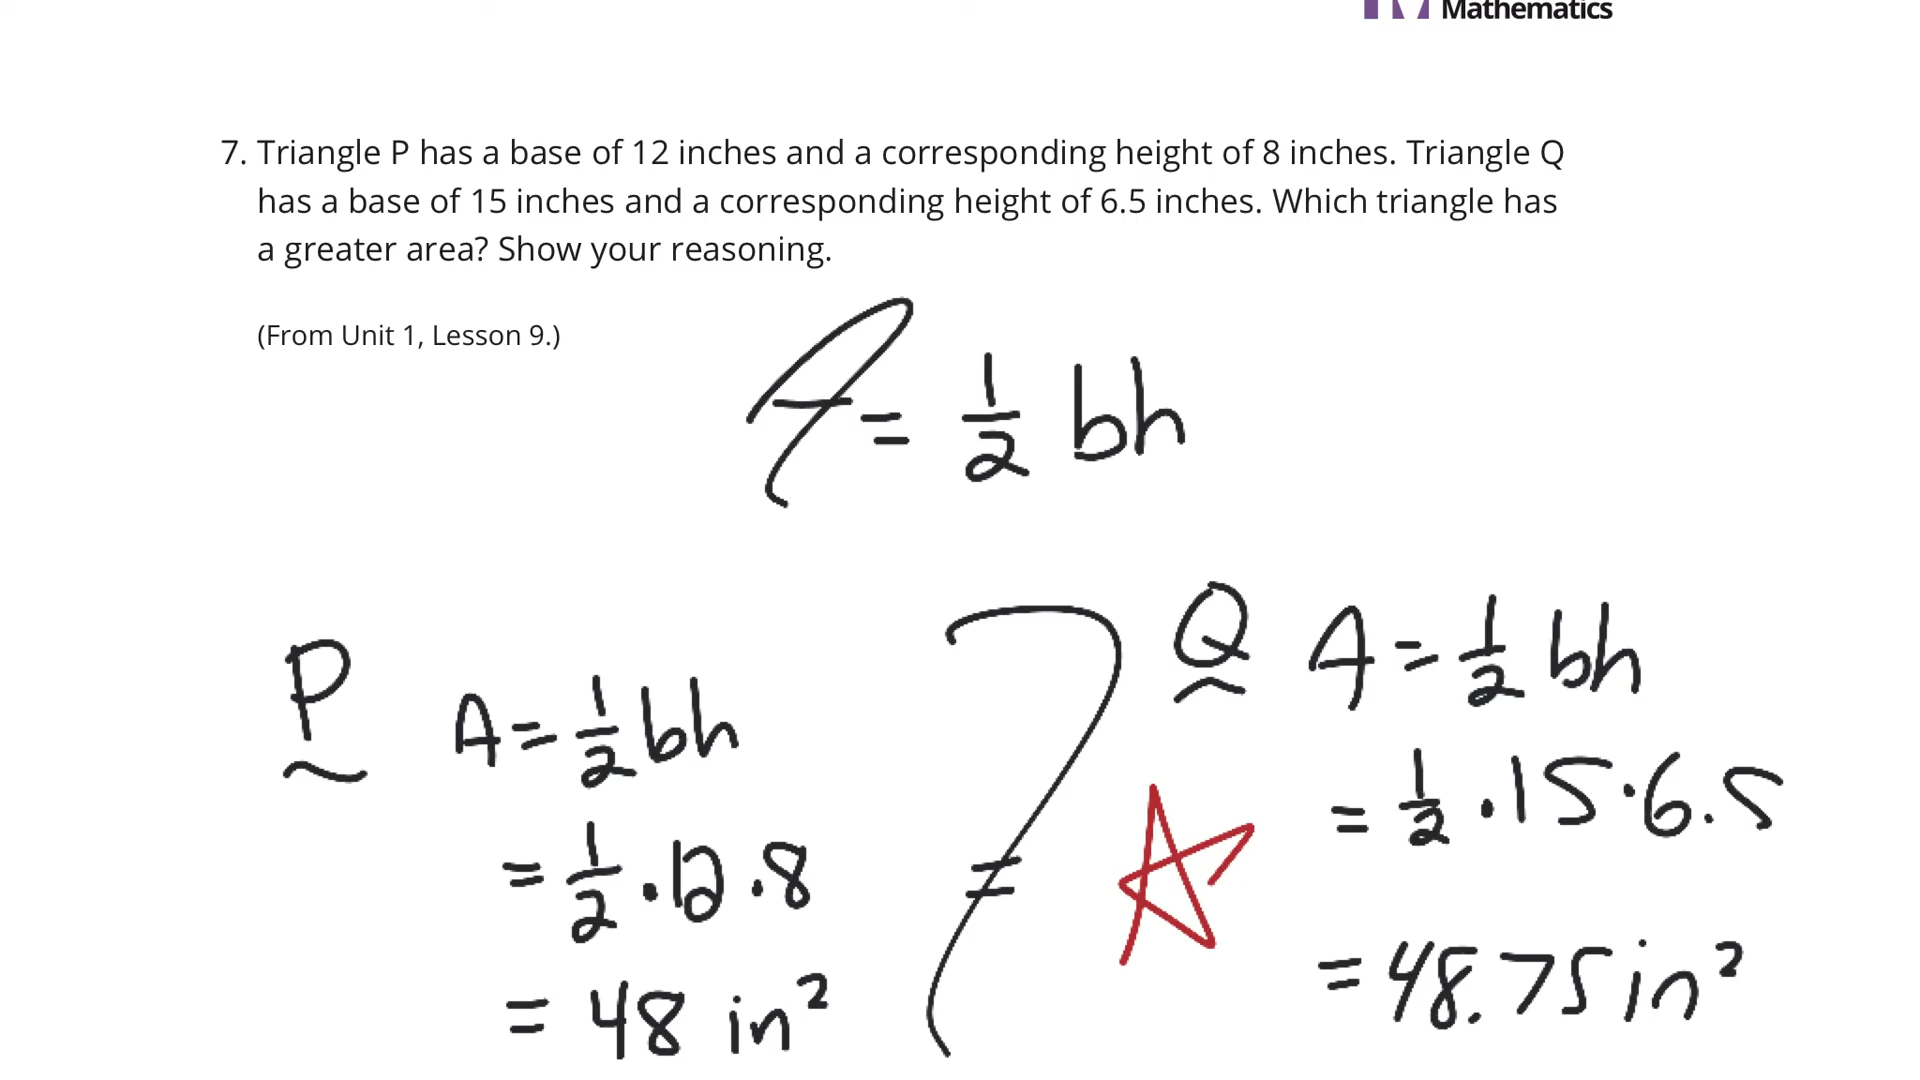 Mathematics
7. Triangle P has a base of 12 inches and a corresponding height of 8 inches. Triangle Q
has a base of 15 inches and a corresponding height of 6.5 inches. Which triangle has
a greater area? Show your reasoning.
(From Unit 1, Lesson 9.)
A = 1/2 bh
P
A = 1/2 bh
= 1/2 · 12 · 8
= 48 in²
Q A = 1/2 bh
= 1/2 · 15 · 6.5
= 48.75 in²